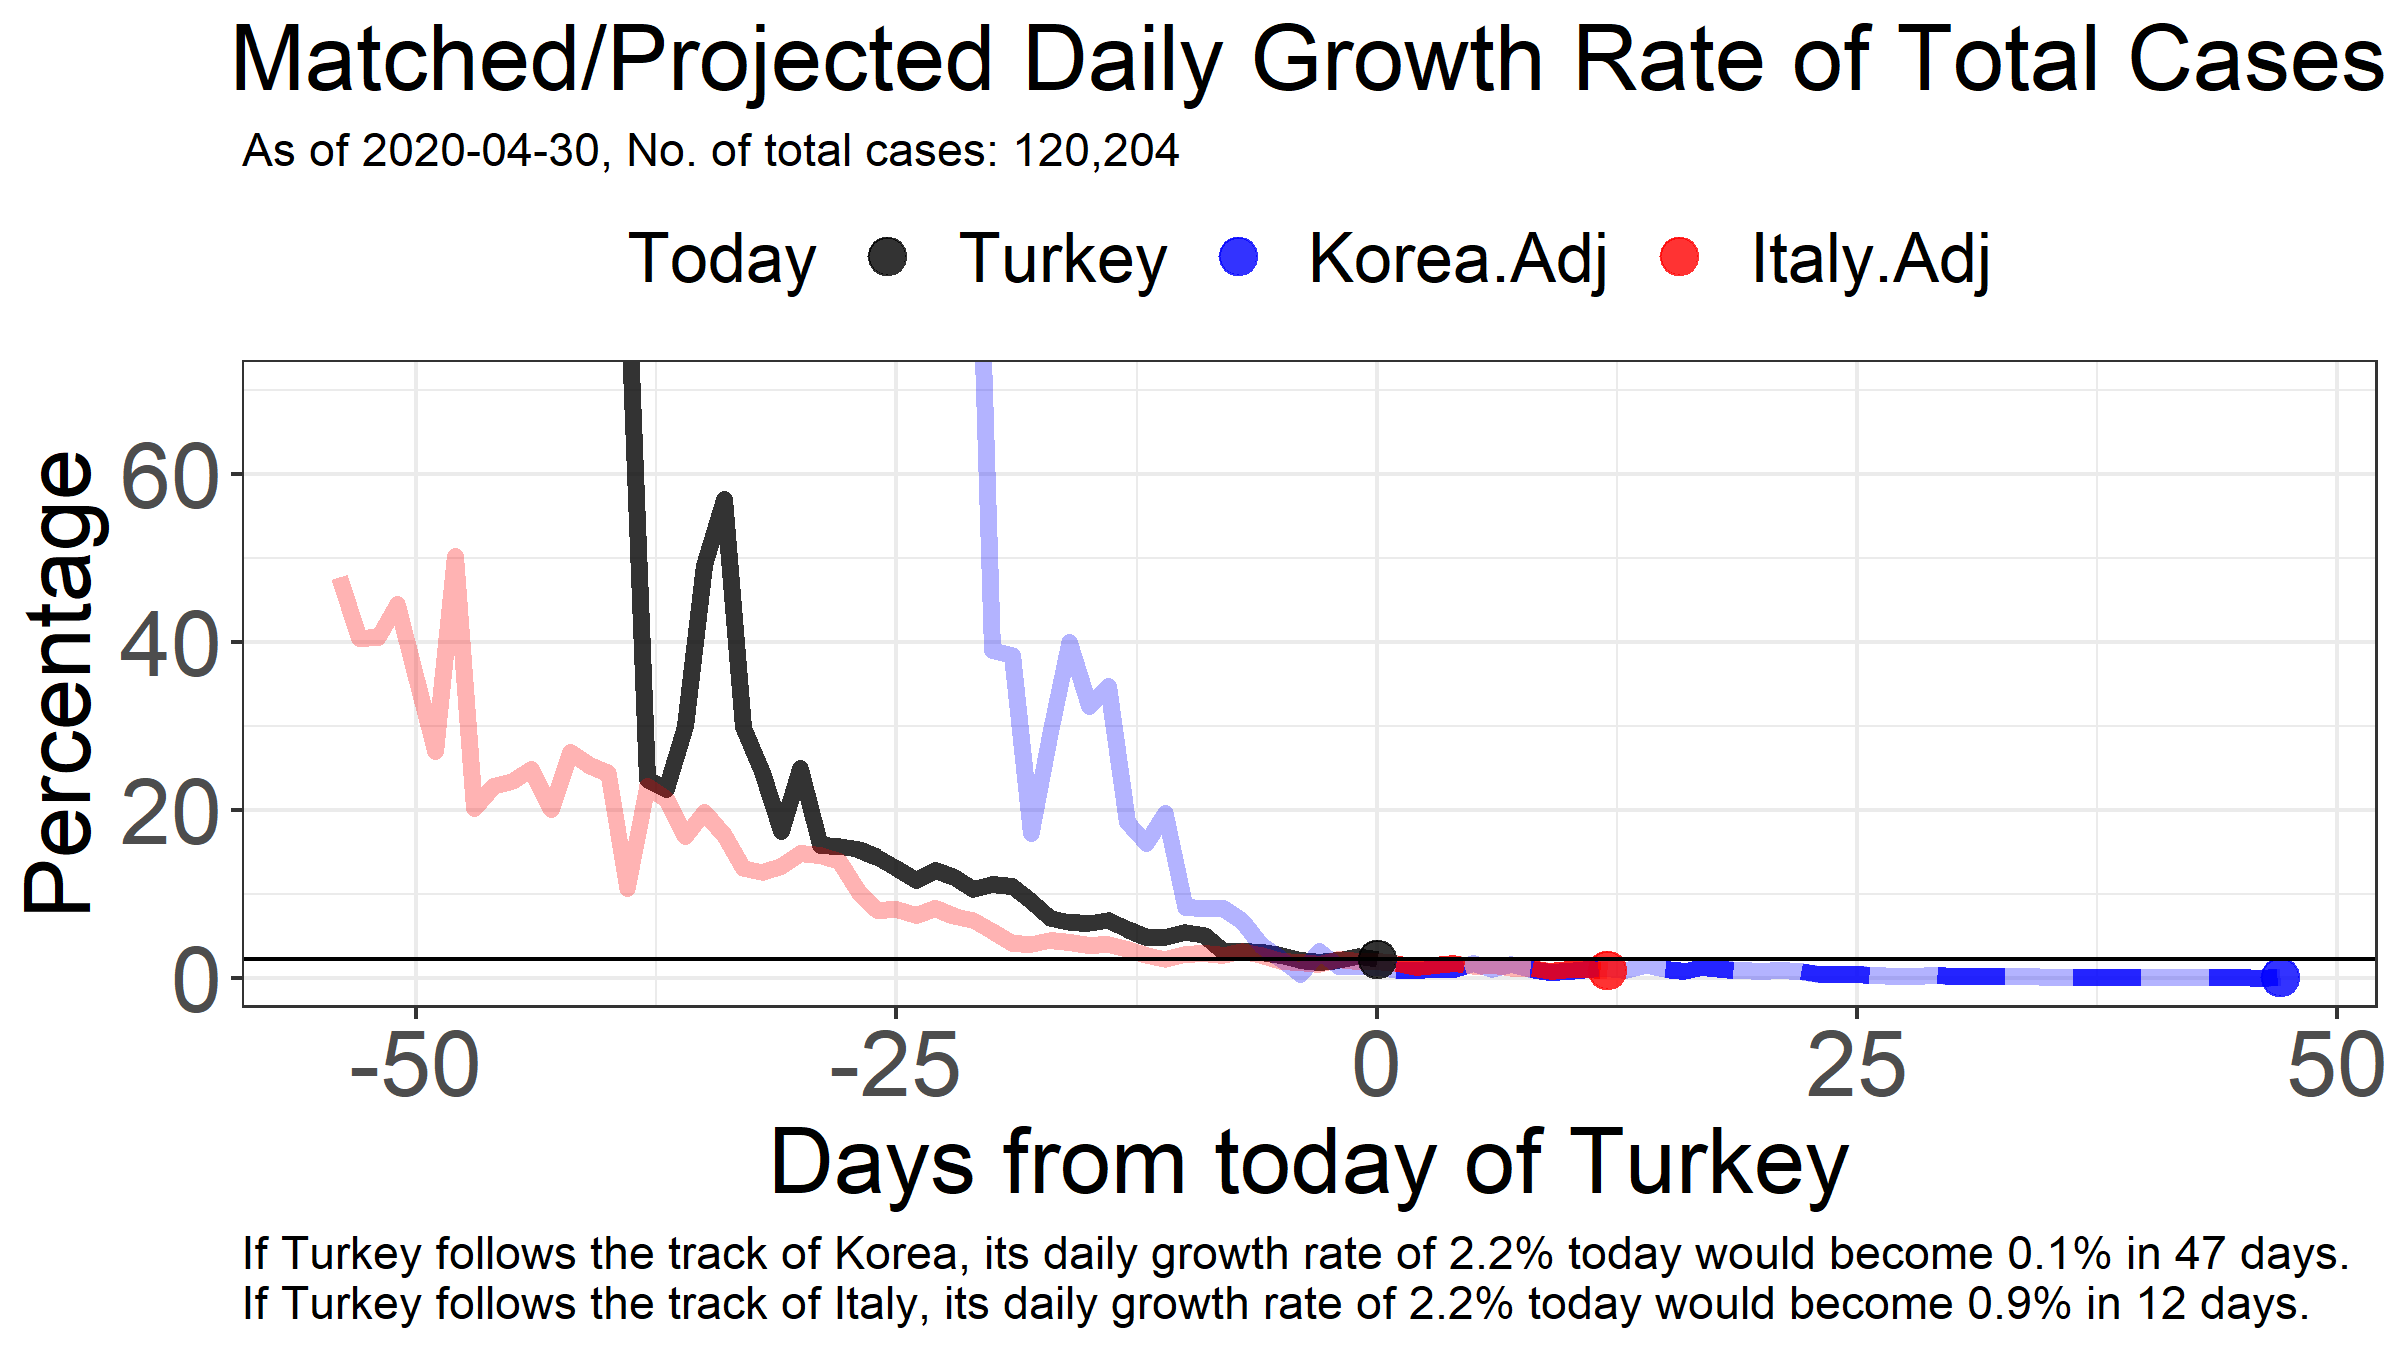 Matched/Projected Daily Growth Rate of Total Cases
As of 2020-04-30, No. of total cases: 120,204
Today Turkey Korea.Adj Italy.Adj
Percentage
60
40
20
0
-50 -25 0 25 50
Days from today of Turkey
If Turkey follows the track of Korea, its daily growth rate of 2.2% today would become 0.1% in 47 days.
If Turkey follows the track of Italy, its daily growth rate of 2.2% today would become 0.9% in 12 days.